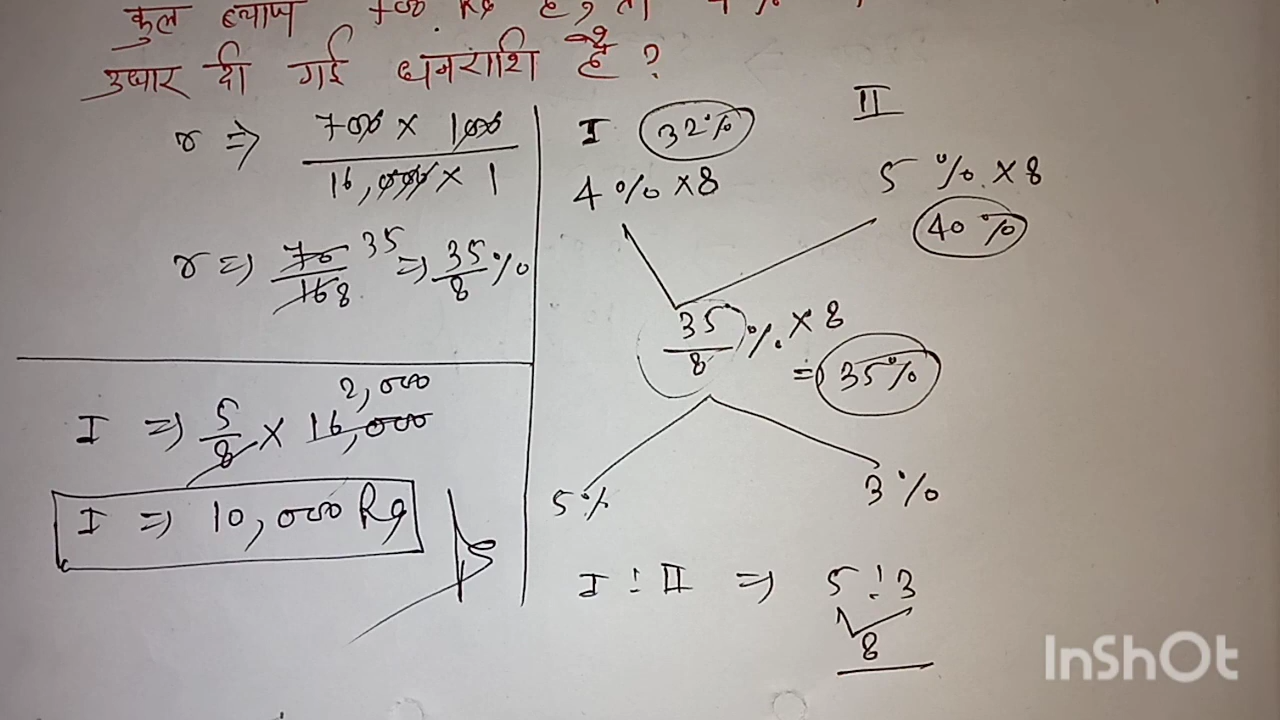 कुल ब्याज 700 Rs है, तो 4%
उधार दी गई धनराशि है ?
r ⇒ 700 × 100
16,000 × 1
r ⇒ 70 35 ⇒ 35 %
16 8 8
I ⇒ 5/8 × 16,000 2,000
I ⇒ 10,000 Rs
I 32% II
4% × 8 5% × 8
40%
35/8 % × 8
= 35%
5% 3%
I : II ⇒ 5 : 3
8
InShOt